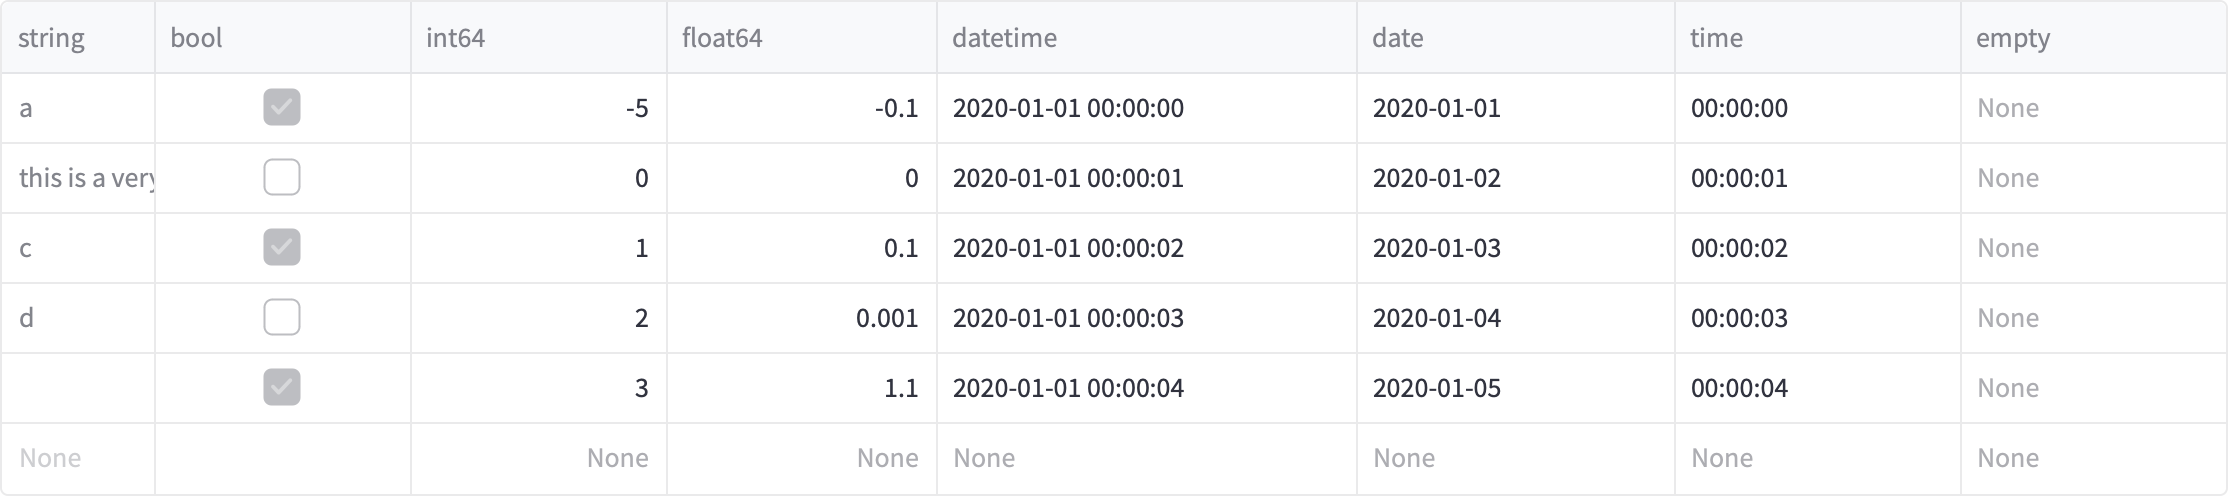 string bool int64 float64 datetime date time empty
a -5 -0.1 2020-01-01 00:00:00 2020-01-01 00:00:00 None
this is a very 0 0 2020-01-01 00:00:01 2020-01-02 00:00:01 None
c 1 0.1 2020-01-01 00:00:02 2020-01-03 00:00:02 None
d 2 0.001 2020-01-01 00:00:03 2020-01-04 00:00:03 None
3 1.1 2020-01-01 00:00:04 2020-01-05 00:00:04 None
None None None None None None None